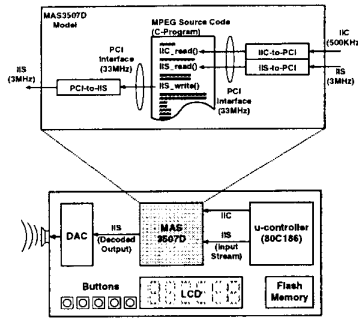 MAS3507D
Model
MPEG Source Code
(C-Program)
IIC
(500KHz)
PCI
Interface
(33MHz)
IIC_read()
IIC-to-PCI
IIS
(3MHz)
IIS_read()
IIS-to-PCI
IIS
(3MHz)
PCI-to-IIS
IIS_write()
PCI
Interface
(33MHz)
DAC
IIS
(Decoded
Output)
MAS
3507D
IIC
IIS
(Input
Stream)
u-controller
(80C186)
Buttons
LCD
Flash
Memory